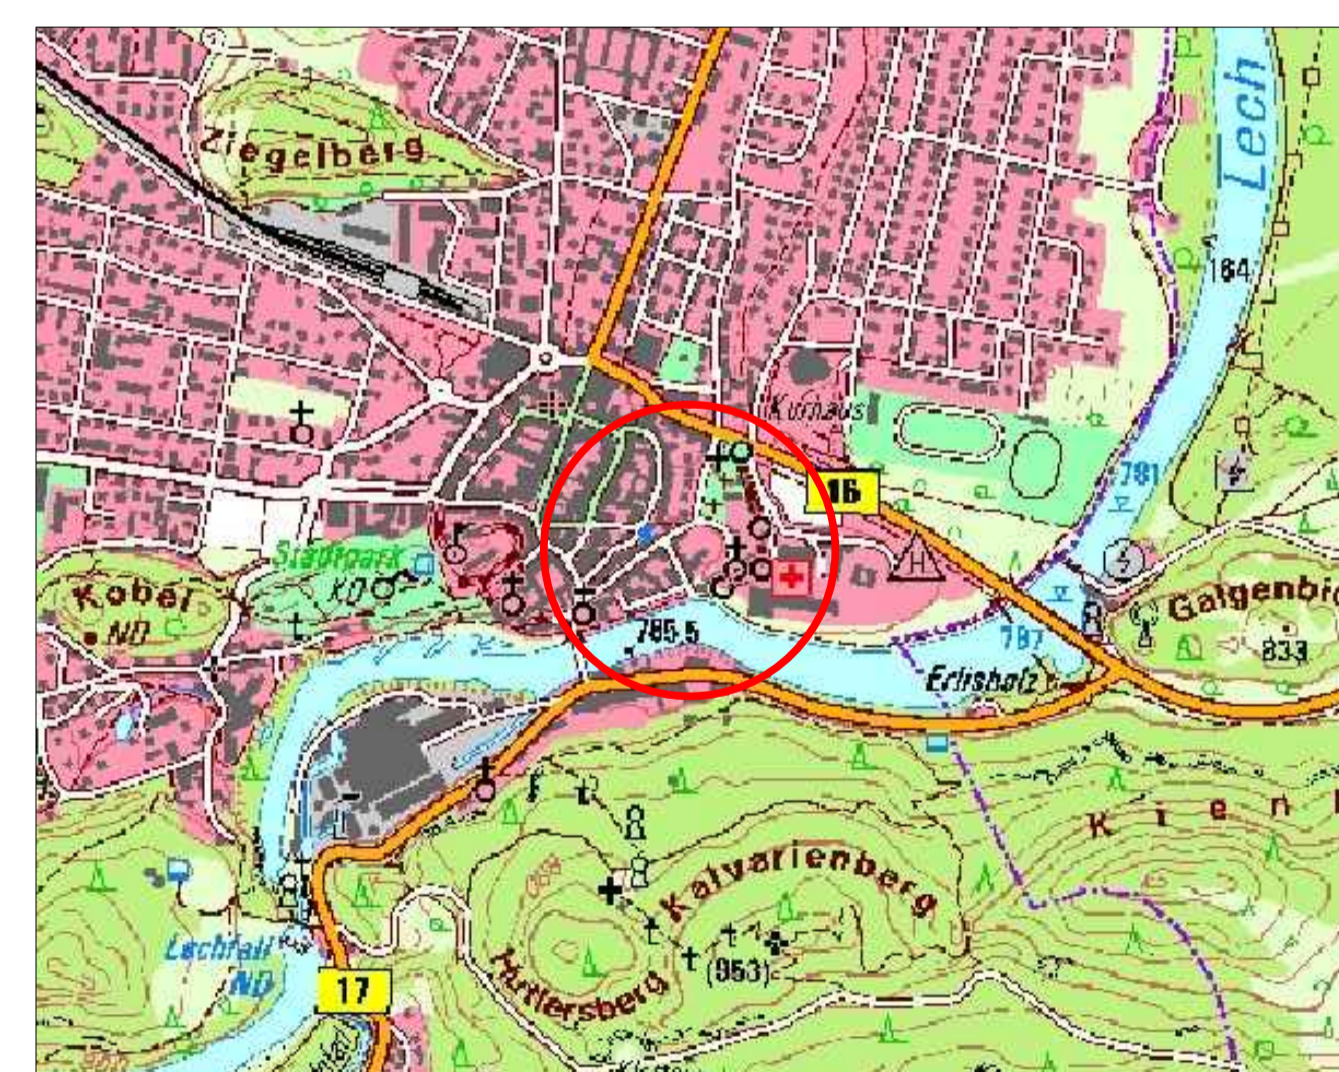 Lech
Ziegelberg
184
Kurhaus
16
781
Stadtpark
KD
H
Kobel
ND
Galgenbi
785.5
787
833
Erlisholz
K i e n
Kalvarienberg
Lechfall
ND
(953)
Hutlersberg
17